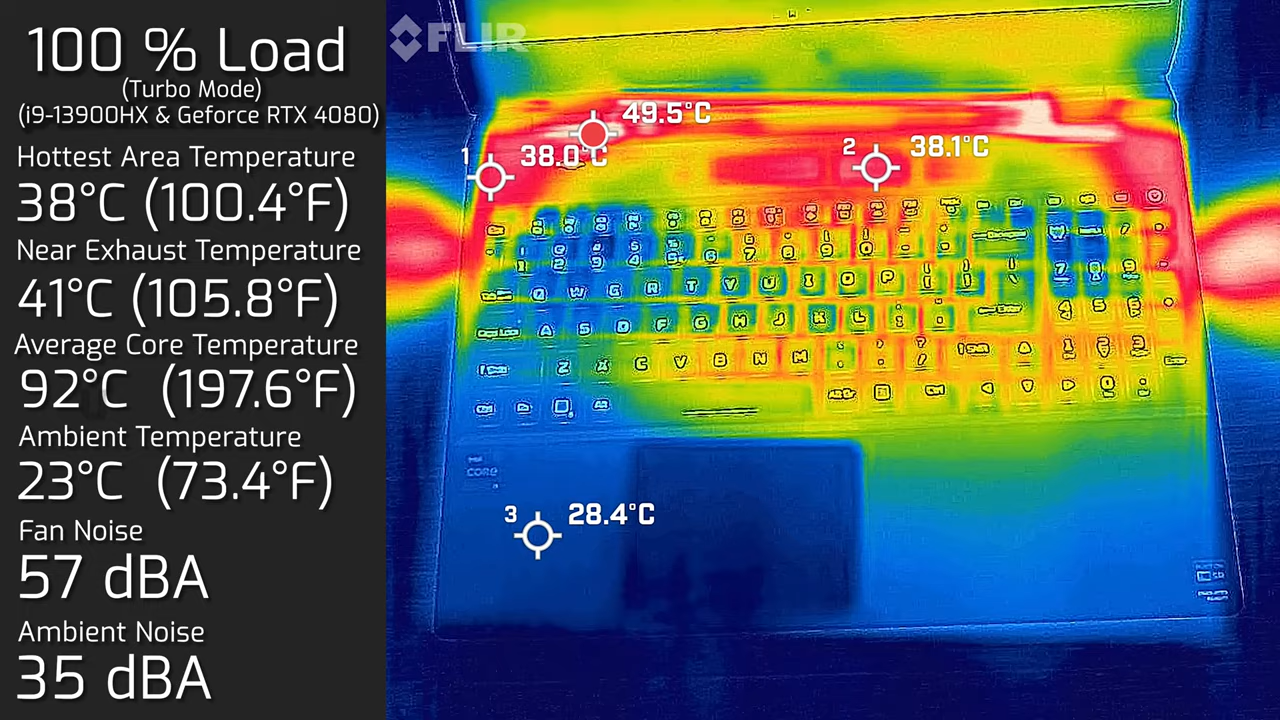 100 % Load
(Turbo Mode)
(i9-13900HX & Geforce RTX 4080)
Hottest Area Temperature
38°C (100.4°F)
Near Exhaust Temperature
41°C (105.8°F)
Average Core Temperature
92°C (197.6°F)
Ambient Temperature
23°C (73.4°F)
Fan Noise
57 dBA
Ambient Noise
35 dBA
FLIR
49.5°C
1 38.0°C
2 38.1°C
Q W E R T Y U I O P
A S D F G H J K L
Z X C V B N M
CORE
3 28.4°C